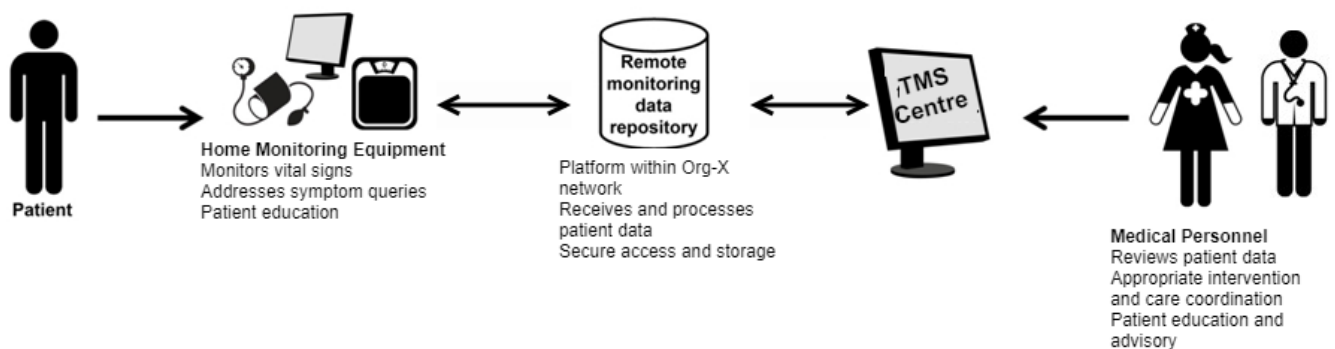 Patient
Home Monitoring Equipment
Monitors vital signs
Addresses symptom queries
Patient education
Remote
monitoring
data
repository
Platform within Org-X
network
Receives and processes
patient data
Secure access and storage
TMS
Centre
Medical Personnel
Reviews patient data
Appropriate intervention
and care coordination
Patient education and
advisory